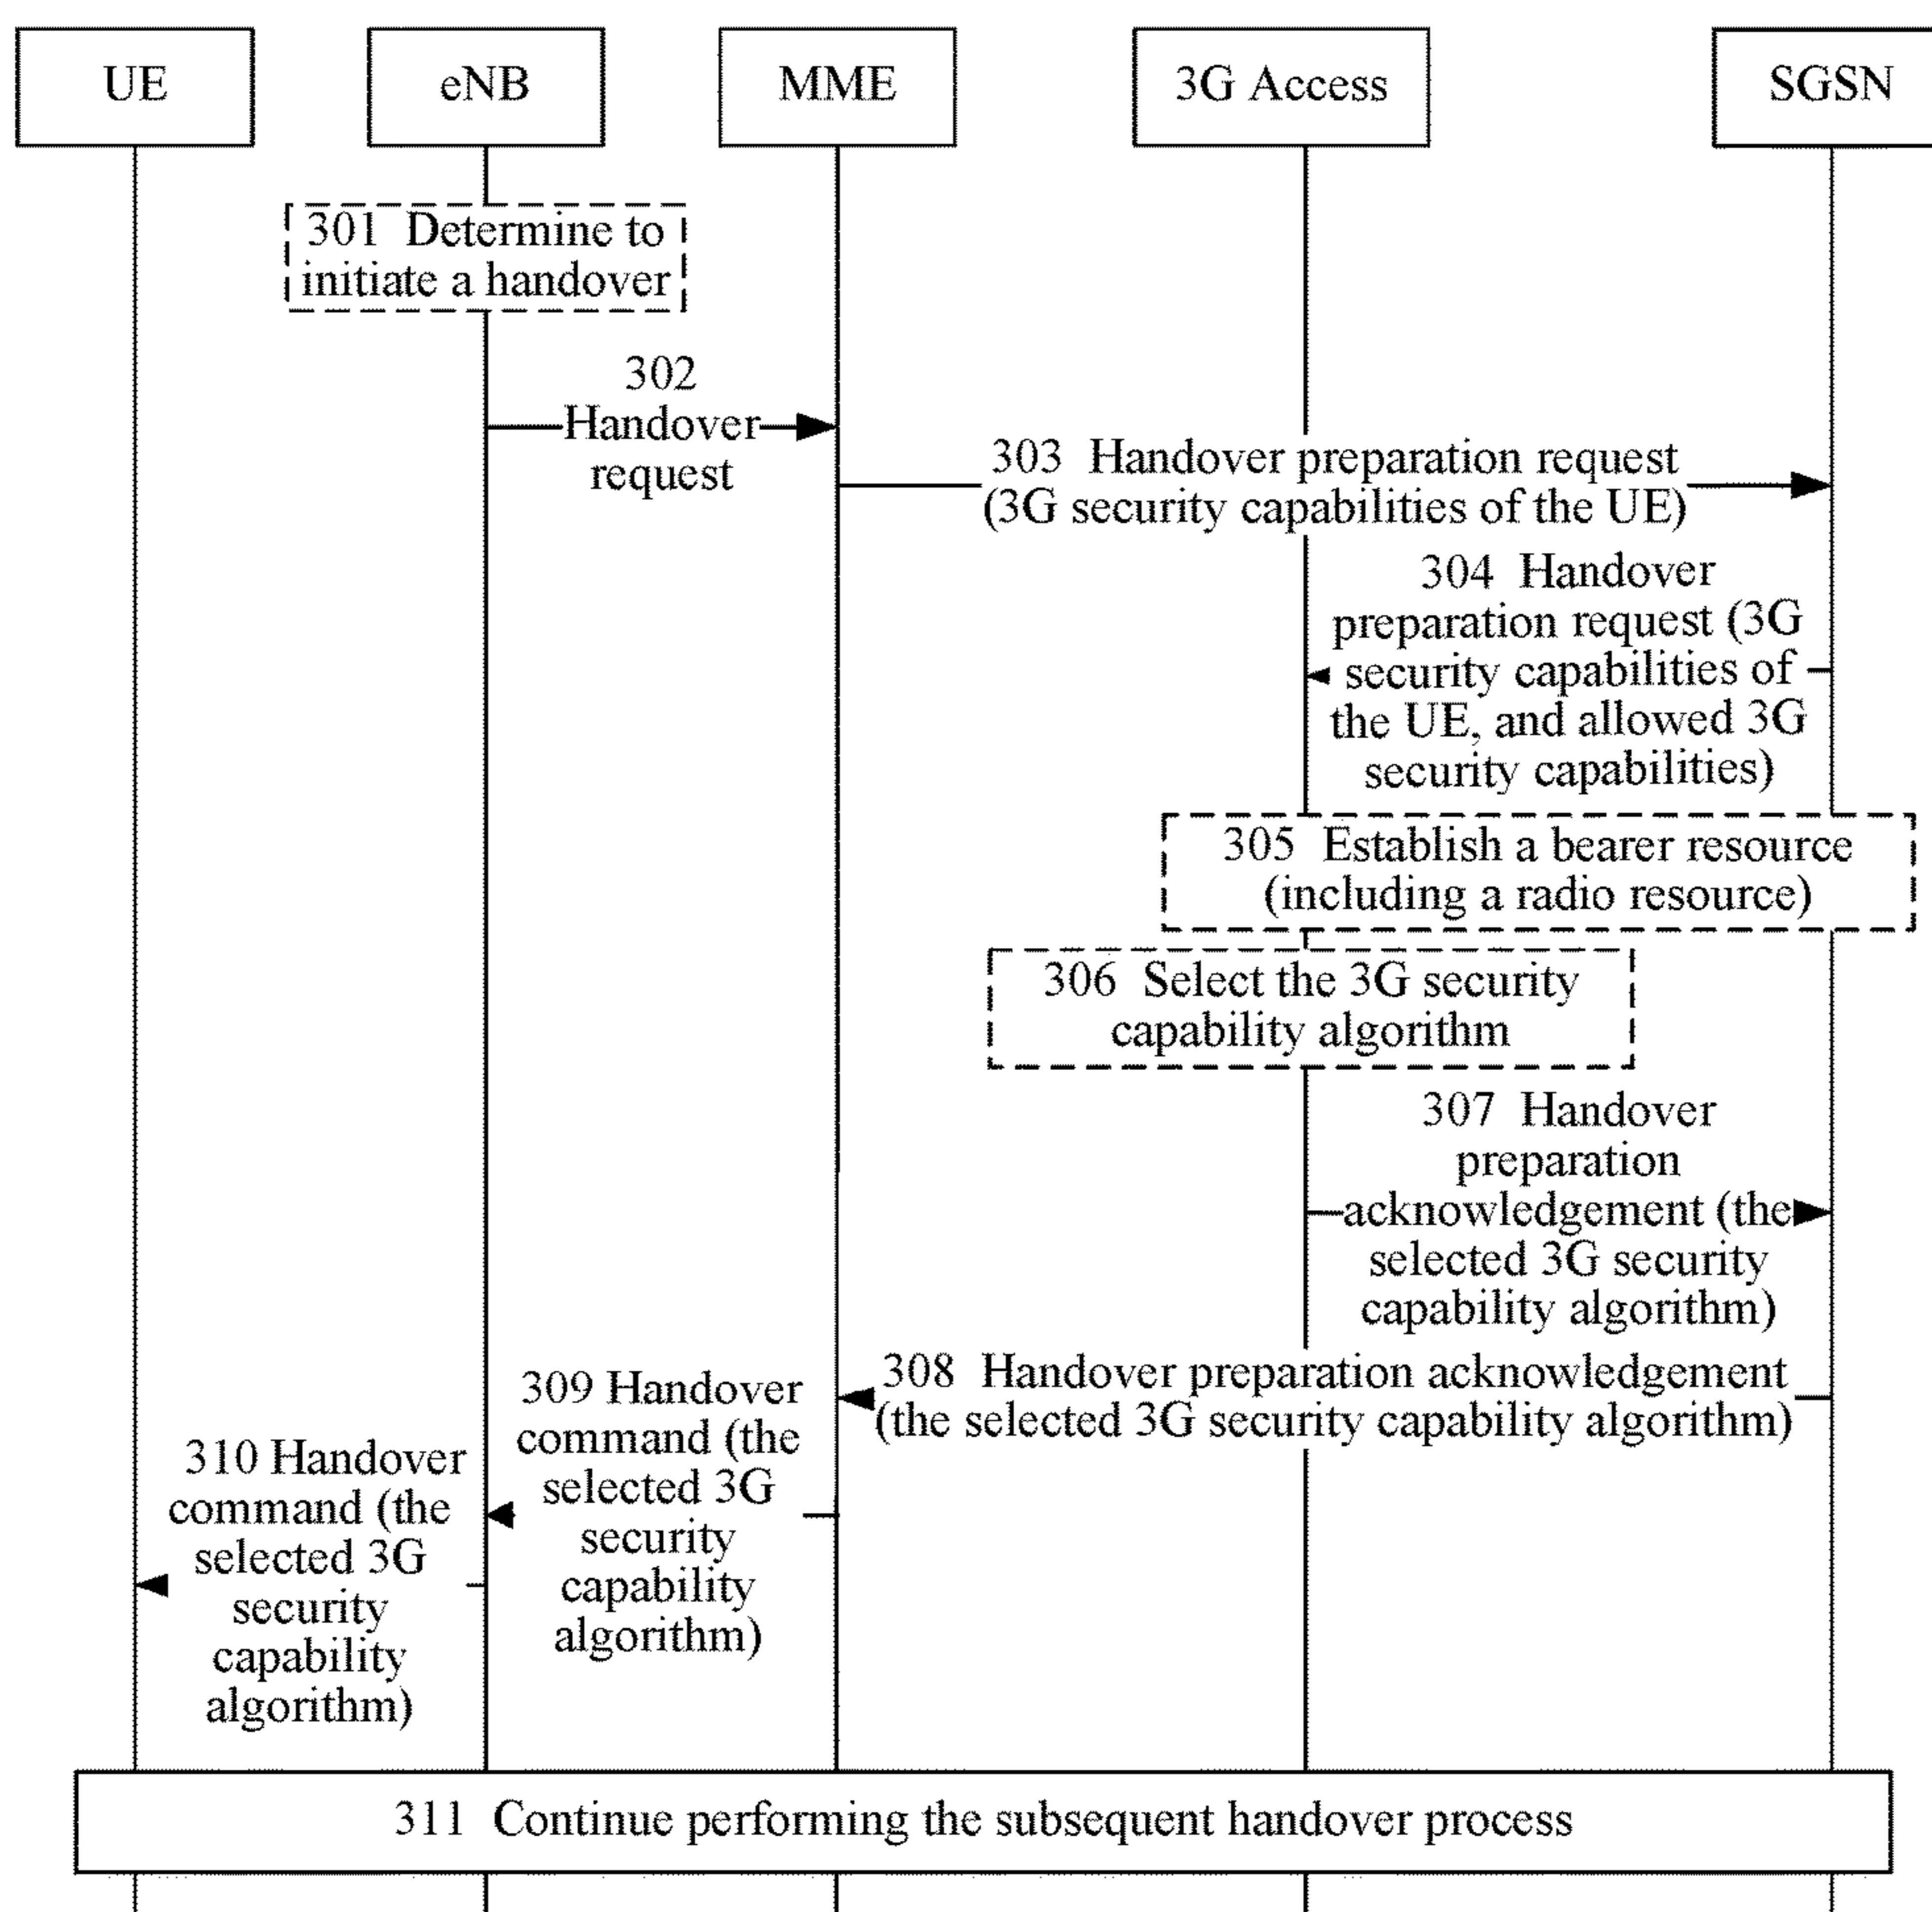 UE
eNB
MME
3G Access
SGSN
301 Determine to
initiate a handover
302
Handover
request
303 Handover preparation request
(3G security capabilities of the UE)
304 Handover
preparation request (3G
security capabilities of
the UE, and allowed 3G
security capabilities)
305 Establish a bearer resource
(including a radio resource)
306 Select the 3G security
capability algorithm
307 Handover
preparation
acknowledgement (the
selected 3G security
capability algorithm)
308 Handover preparation acknowledgement
(the selected 3G security capability algorithm)
309 Handover
command (the
selected 3G
security
capability
algorithm)
310 Handover
command (the
selected 3G
security
capability
algorithm)
311 Continue performing the subsequent handover process